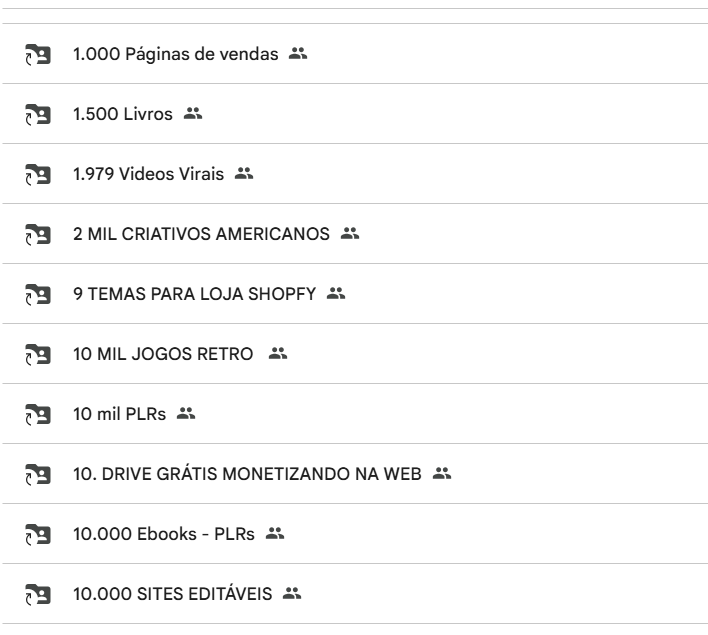 1.000 Páginas de vendas
1.500 Livros
1.979 Videos Virais
2 MIL CRIATIVOS AMERICANOS
9 TEMAS PARA LOJA SHOPFY
10 MIL JOGOS RETRO
10 mil PLRs
10. DRIVE GRÁTIS MONETIZANDO NA WEB
10.000 Ebooks - PLRs
10.000 SITES EDITÁVEIS